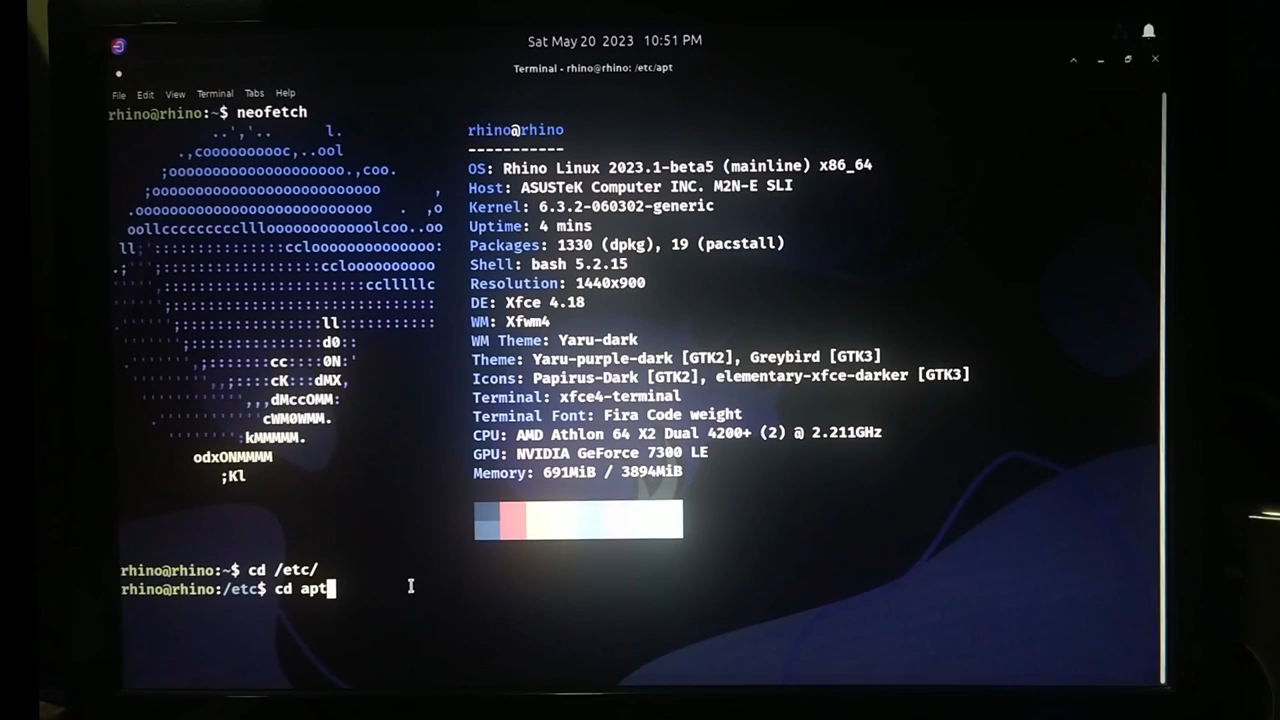 Sat May 20 2023 10:51 PM
Terminal - rhino@rhino: /etc/apt
File Edit View Terminal Tabs Help
rhino@rhino:~$ neofetch
rhino@rhino
-----------
OS: Rhino Linux 2023.1-beta5 (mainline) x86_64
Host: ASUSTeK Computer INC. M2N-E SLI
Kernel: 6.3.2-060302-generic
Uptime: 4 mins
Packages: 1330 (dpkg), 19 (pacstall)
Shell: bash 5.2.15
Resolution: 1440x900
DE: Xfce 4.18
WM: Xfwm4
WM Theme: Yaru-dark
Theme: Yaru-purple-dark [GTK2], Greybird [GTK3]
Icons: Papirus-Dark [GTK2], elementary-xfce-darker [GTK3]
Terminal: xfce4-terminal
Terminal Font: Fira Code weight
CPU: AMD Athlon 64 X2 Dual 4200+ (2) @ 2.211GHz
GPU: NVIDIA GeForce 7300 LE
Memory: 691MiB / 3894MiB
rhino@rhino:~$ cd /etc/
rhino@rhino:/etc$ cd apt